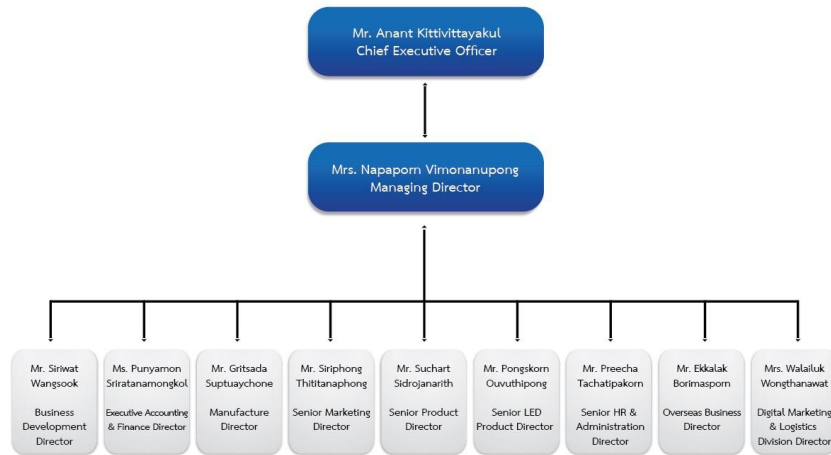 Mr. Anant Kittivittayakul
Chief Executive Officer
Mrs. Napaporn Vimonanupong
Managing Director
Mr. Siriwat
Wangsook
Business
Development
Director
Ms. Punyamon
Sriratanamongkol
Executive Accounting
& Finance Director
Mr. Gritsada
Suptuaychone
Manufacture
Director
Mr. Siriphong
Thititanaphong
Senior Marketing
Director
Mr. Suchart
Sidrojanarith
Senior Product
Director
Mr. Pongskorn
Ouvuthipong
Senior LED
Product Director
Mr. Preecha
Tachatipakorn
Senior HR &
Administration
Director
Mr. Ekkalak
Borimasporn
Overseas Business
Director
Mrs. Walailuk
Wongthanawat
Digital Marketing
& Logistics
Division Director